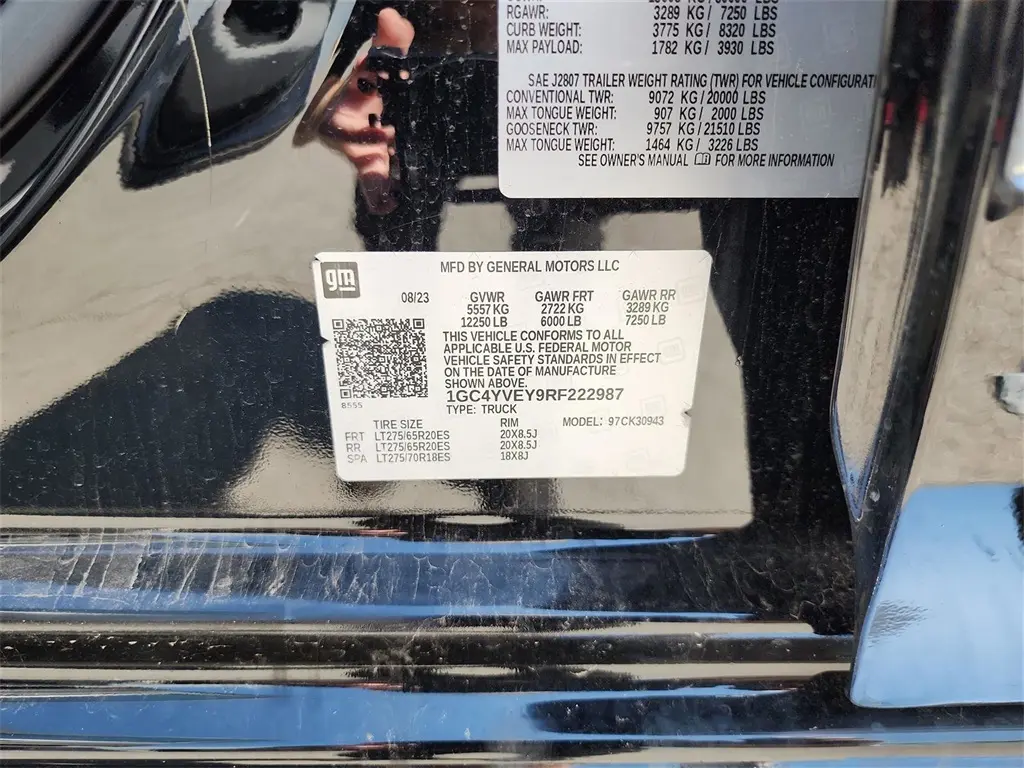 RGAWR: 3289 KG / 7250 LBS
CURB WEIGHT: 3775 KG / 8320 LBS
MAX PAYLOAD: 1782 KG / 3930 LBS
SAE J2807 TRAILER WEIGHT RATING (TWR) FOR VEHICLE
CONVENTIONAL TWR: 9072 KG / 20000 LBS
MAX TONGUE WEIGHT: 907 KG / 2000 LBS
GOOSENECK TWR: 9757 KG / 21510 LBS
MAX TONGUE WEIGHT: 1464 KG / 3226 LBS
SEE OWNER'S MANUAL FOR MORE INFORMATION
gm
MFD BY GENERAL MOTORS LLC
08/23 GVWR GAWR FRT GAWR RR
5557 KG 2722 KG 3289 KG
12250 LB 6000 LB 7250 LB
THIS VEHICLE CONFORMS TO ALL
APPLICABLE U.S. FEDERAL MOTOR
VEHICLE SAFETY STANDARDS IN EFFECT
ON THE DATE OF MANUFACTURE
SHOWN ABOVE.
8555
1GC4YVEY9RF222987
TYPE: TRUCK MODEL: 97CK30943
TIRE SIZE RIM
FRT LT275/65R20ES 20X8.5J
RR LT275/65R20ES 20X8.5J
SPA LT275/70R18ES 18X8J